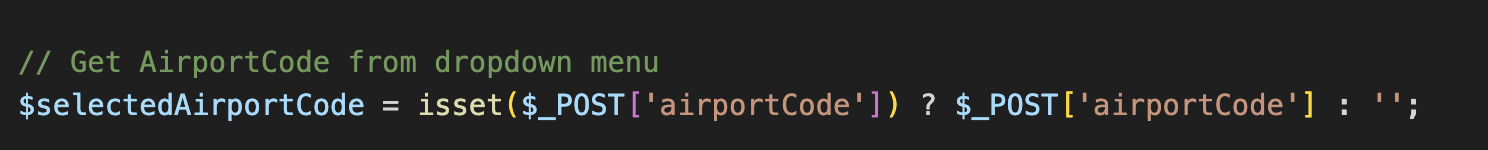 // Get AirportCode from dropdown menu
$selectedAirportCode = isset($_POST['airportCode']) ? $_POST['airportCode'] : '';